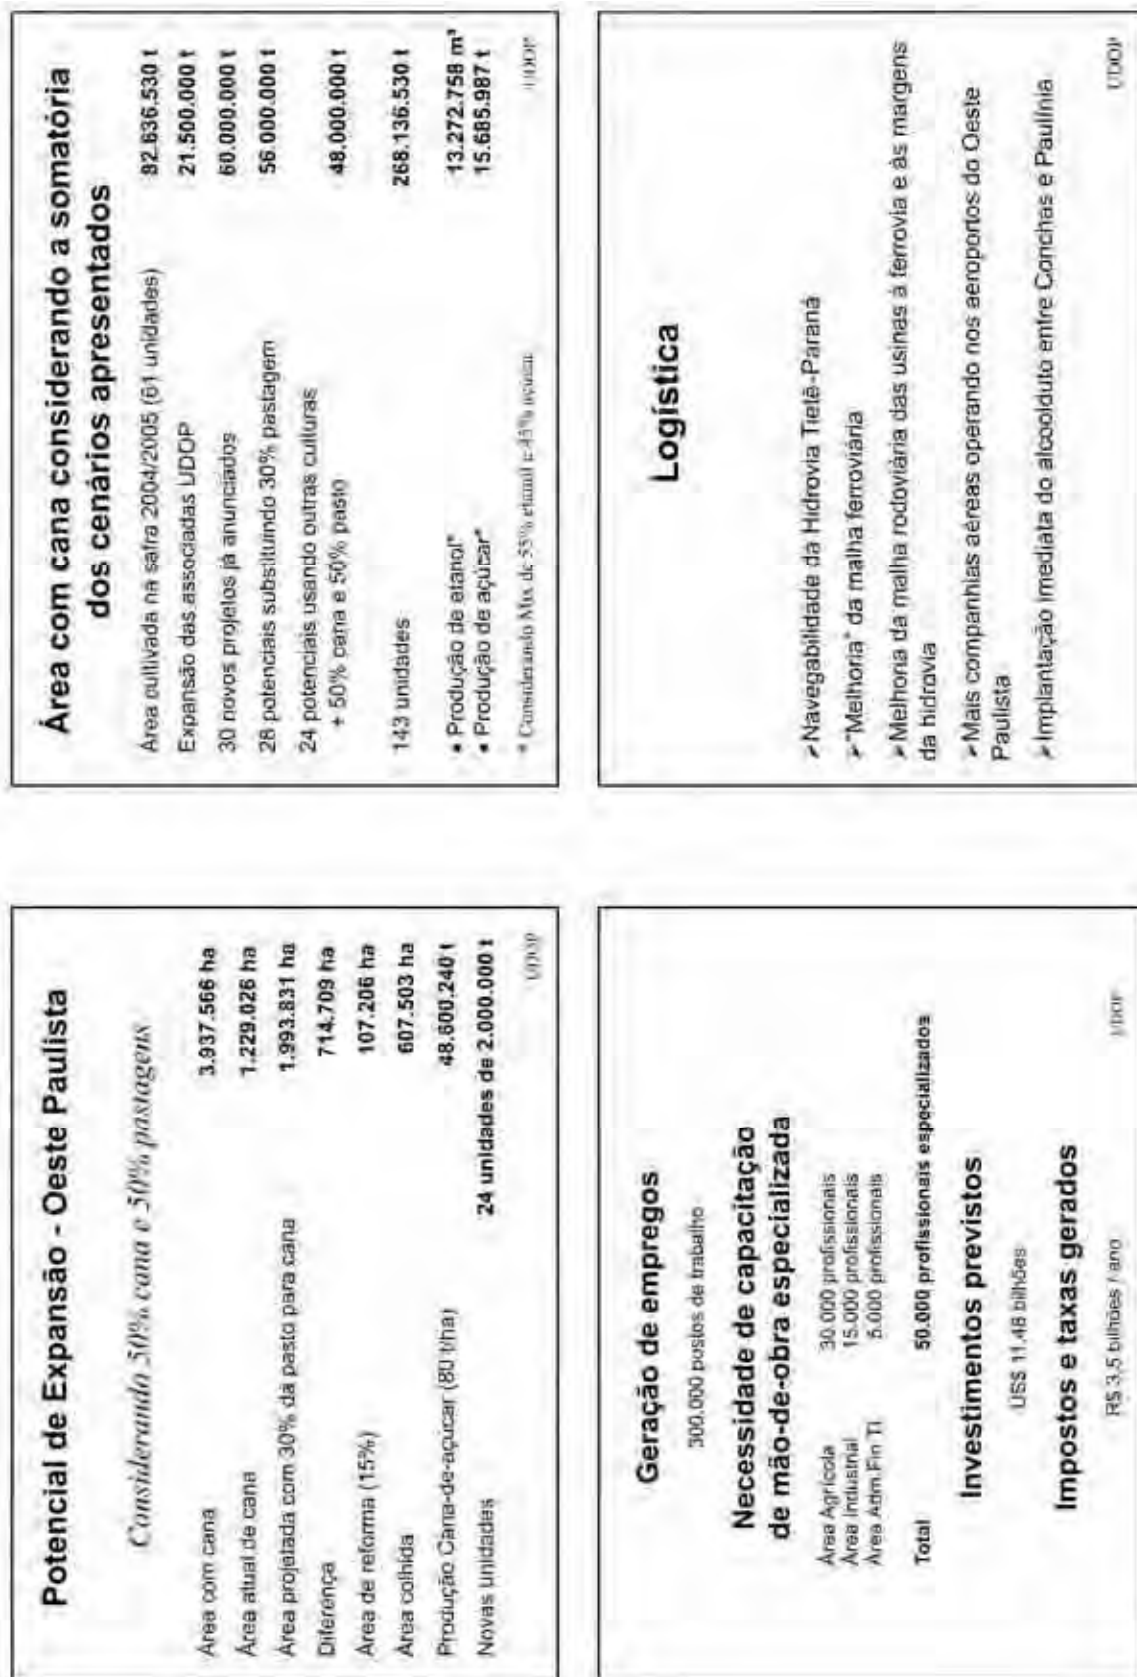 Potencial de Expansão - Oeste Paulista
Considerando 50% cana e 50% pastagens
Área com cana 3.937.566 ha
Área atual de cana 1.229.026 ha
Área projetada com 30% da pasto para cana 1.993.831 ha
Diferença 714.709 ha
Área de reforma (15%) 107.206 ha
Área colhida 607.503 ha
Produção Cana-de-açúcar (80 t/ha) 48.600.240 t
Novas unidades 24 unidades de 2.000.000 t
UDOP
Área com cana considerando a somatória
dos cenários apresentados
Área cultivada na safra 2004/2005 (61 unidades) 82.636.530 t
Expansão das associadas UDOP 21.500.000 t
30 novos projetos já anunciados 60.000.000 t
28 potenciais substituindo 30% pastagem 56.000.000 t
24 potenciais usando outras culturas
+ 50% cana e 50% pasto 48.000.000 t
143 unidades 268.136.530 t
• Produção de etanol* 13.272.758 m³
• Produção de açúcar* 15.685.987 t
* Considerando Mix de 55% etanol e 45% açúcar
UDOP
Geração de empregos
300.000 postos de trabalho
Necessidade de capacitação
de mão-de-obra especializada
Área Agrícola 30.000 profissionais
Área Industrial 15.000 profissionais
Área Adm.Fin TI 5.000 profissionais
Total 50.000 profissionais especializados
Investimentos previstos
US$ 11,48 bilhões
Impostos e taxas gerados
R$ 3,5 bilhões / ano
UDOP
Logística
➤Navegabilidade da Hidrovia Tietê-Paraná
➤"Melhoria" da malha ferroviária
➤Melhoria da malha rodoviária das usinas à ferrovia e às margens
da hidrovia
➤Mais companhias aéreas operando nos aeroportos do Oeste
Paulista
➤Implantação imediata do alcoolduto entre Conchas e Paulínia
UDOP